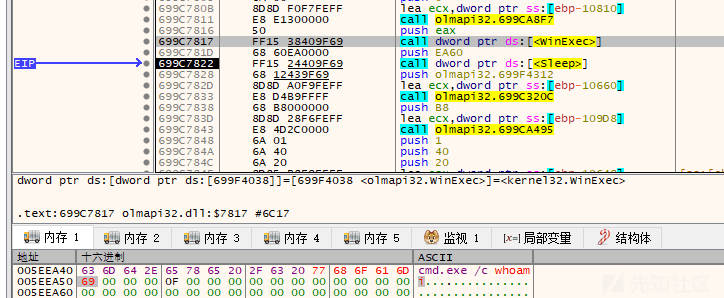 699C780B 8D8D F0F7FEFF lea ecx,dword ptr ss:[ebp-10810]
699C7811 E8 E1300000 call olmapi32.699CA8F7
699C7816 50 push eax
699C7817 FF15 38409F69 call dword ptr ds:[<WinExec>]
699C781D 68 60EA0000 push EA60
EIP 699C7822 FF15 24409F69 call dword ptr ds:[<Sleep>]
699C7828 68 12439F69 push olmapi32.699F4312
699C782D 8D8D A0F9FEFF lea ecx,dword ptr ss:[ebp-10660]
699C7833 E8 D4B9FFFF call olmapi32.699C320C
699C7838 68 B8000000 push B8
699C783D 8D8D 28F6FEFF lea ecx,dword ptr ss:[ebp-109D8]
699C7843 E8 4D2C0000 call olmapi32.699CA495
699C7848 6A 01 push 1
699C784A 6A 40 push 40
699C784C 6A 20 push 20
dword ptr ds:[dword ptr ds:[699F4038]]=[699F4038 <olmapi32.WinExec>]=<kernel32.WinExec>
.text:699C7817 olmapi32.dll:$7817 #6C17
内存 1 内存 2 内存 3 内存 4 内存 5 监视 1 [x=] 局部变量 结构体
地址 十六进制 ASCII
005EEA40 63 6D 64 2E 65 78 65 20 2F 63 20 77 68 6F 61 6D cmd.exe /c whoam
005EEA50 69 00 00 00 0F 00 00 00 00 00 00 00 00 00 00 00 i...............
005EEA60 00 00 00 00 00 00 00 00 00 00 00 00 00 00 00 00 ................
先知社区